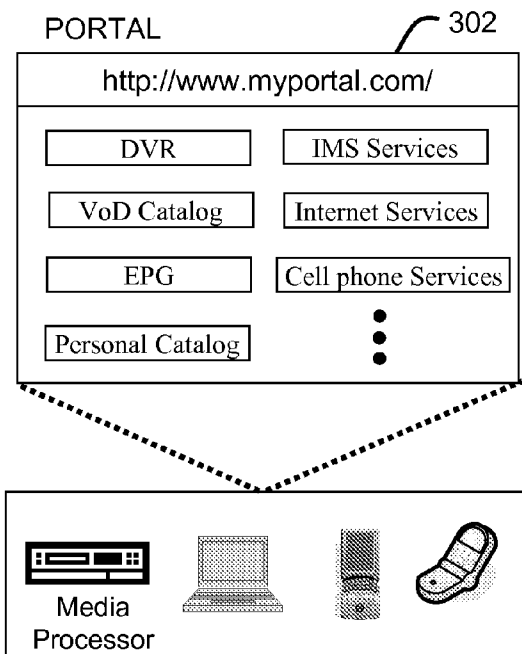 PORTAL
302
http://www.myportal.com/
DVR
IMS Services
VoD Catalog
Internet Services
EPG
Cell phone Services
Personal Catalog
Media
Processor